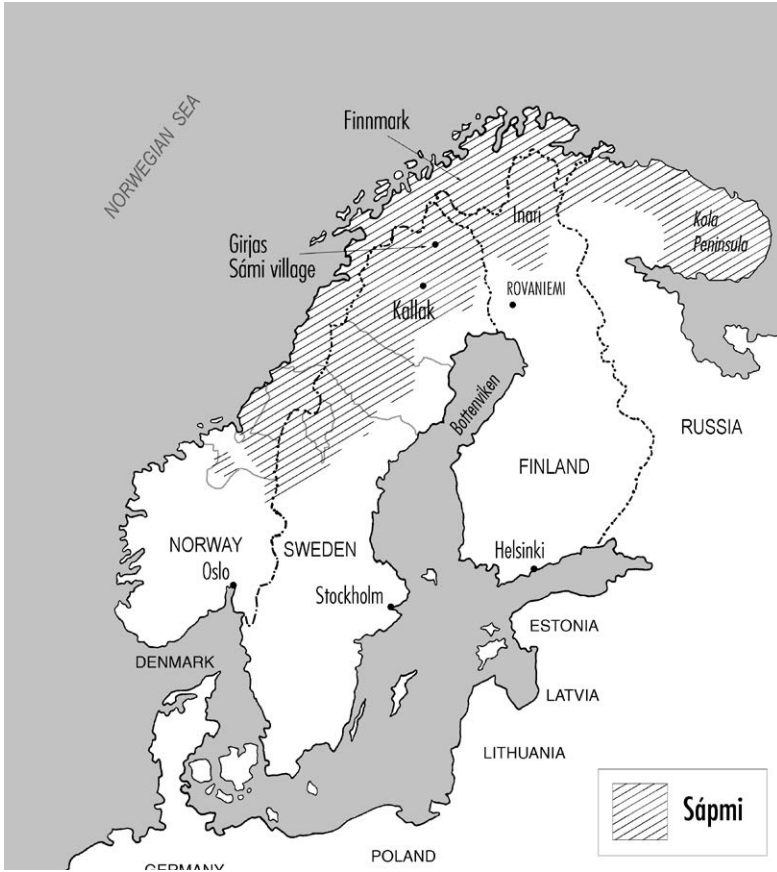 NORWEGIAN SEA
Finnmark
Inari
Kola
Peninsula
Girjas
Sámi village
Kallak
ROVANIEMI
Bottenviken
RUSSIA
FINLAND
NORWAY
SWEDEN
Helsinki
Oslo
Stockholm
ESTONIA
DENMARK
LATVIA
LITHUANIA
Sápmi
POLAND
GERMANY